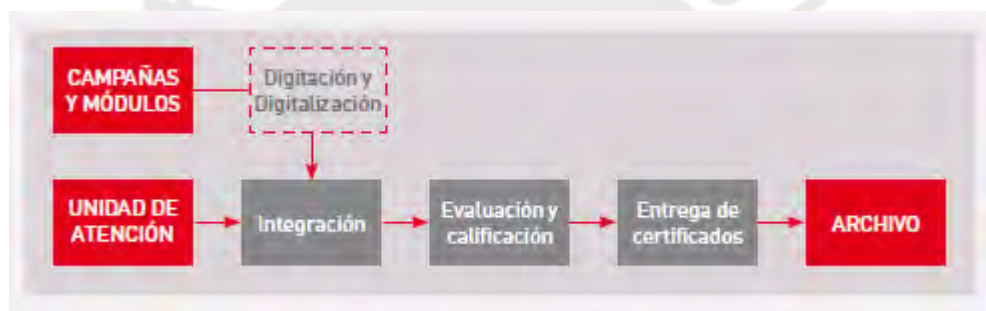 CAMPAÑAS
Y MÓDULOS
Digitación y
Digitalización
UNIDAD DE
ATENCIÓN
Integración
Evaluación y
calificación
Entrega de
certificados
ARCHIVO